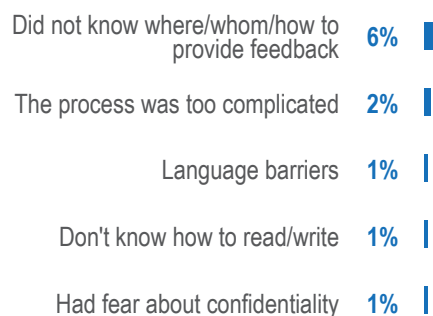 Did not know where/whom/how to
provide feedback 6%
The process was too complicated 2%
Language barriers 1%
Don't know how to read/write 1%
Had fear about confidentiality 1%